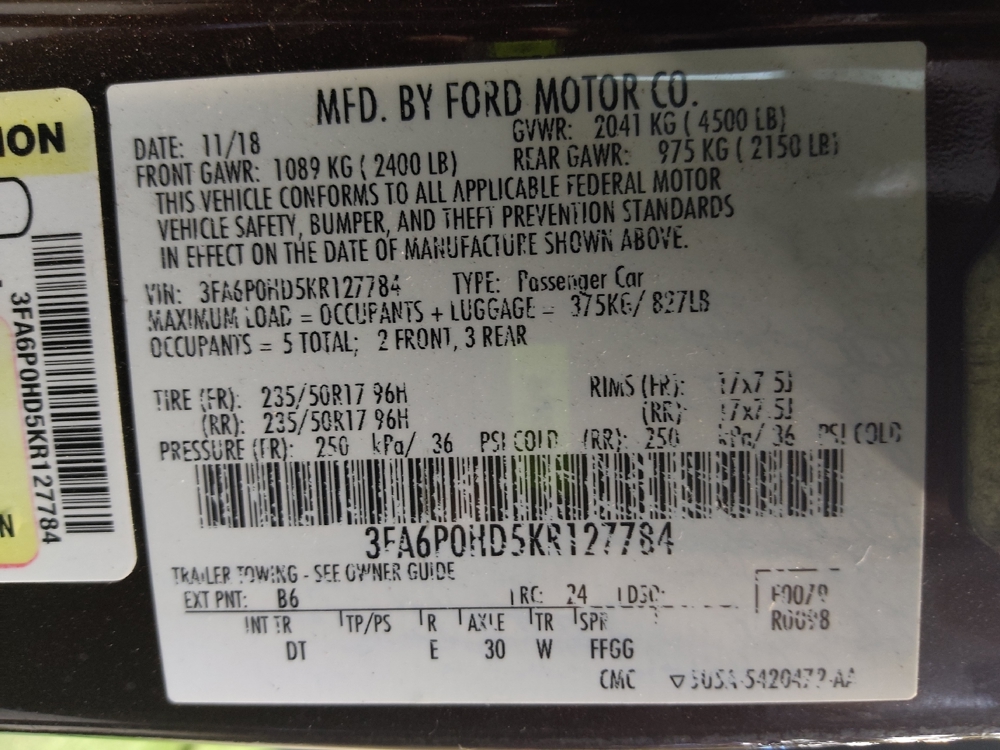 ION
3FA6P0HD5KR127784
N
MFD. BY FORD MOTOR CO.
DATE: 11/18 GVWR: 2041 KG ( 4500 LB)
FRONT GAWR: 1089 KG ( 2400 LB) REAR GAWR: 975 KG ( 2150 LB)
THIS VEHICLE CONFORMS TO ALL APPLICABLE FEDERAL MOTOR
VEHICLE SAFETY, BUMPER, AND THEFT PREVENTION STANDARDS
IN EFFECT ON THE DATE OF MANUFACTURE SHOWN ABOVE.
VIN: 3FA6P0HD5KR127784 TYPE: Passenger Car
MAXIMUM LOAD = OCCUPANTS + LUGGAGE = 375KG/ 827LB
OCCUPANTS = 5 TOTAL; 2 FRONT, 3 REAR
TIRE (FR): 235/50R17 96H RIMS (FR): 17x7.5J
(RR): 235/50R17 96H (RR): 17x7.5J
PRESSURE (FR): 250 kPa/ 36 PSI COLD (RR): 250 kPa/ 36 PSI COLD
3FA6P0HD5KR127784
TRAILER TOWING - SEE OWNER GUIDE
EXT PNT: B6 RC: 24 DSO:
INT TR TP/PS R AXLE TR SPR
DT E 30 W FFGG
CMC